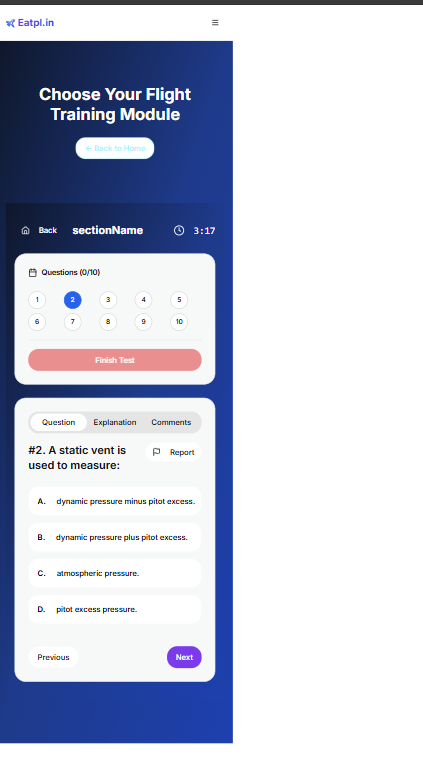 Eatpl.in
Choose Your Flight
Training Module
← Back to Home
Back sectionName 3:17
Questions (0/10)
1 2 3 4 5
6 7 8 9 10
Finish Test
Question Explanation Comments
#2. A static vent is
used to measure:
Report
A. dynamic pressure minus pitot excess.
B. dynamic pressure plus pitot excess.
C. atmospheric pressure.
D. pitot excess pressure.
Previous Next